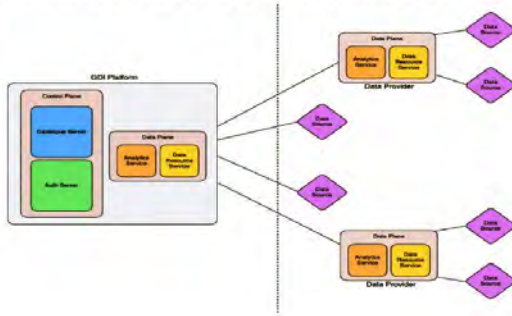 GDI Platform
Control Plane
Catalogue Server
Auth Server
Data Plane
Analytics
Service
Data
Resource
Service
Data Plane
Analytics
Service
Data
Resource
Service
Data Provider
Data
Source
Data
Source
Data
Source
Data
Source
Data Plane
Analytics
Service
Data
Resource
Service
Data Provider
Data
Source
Data
Source